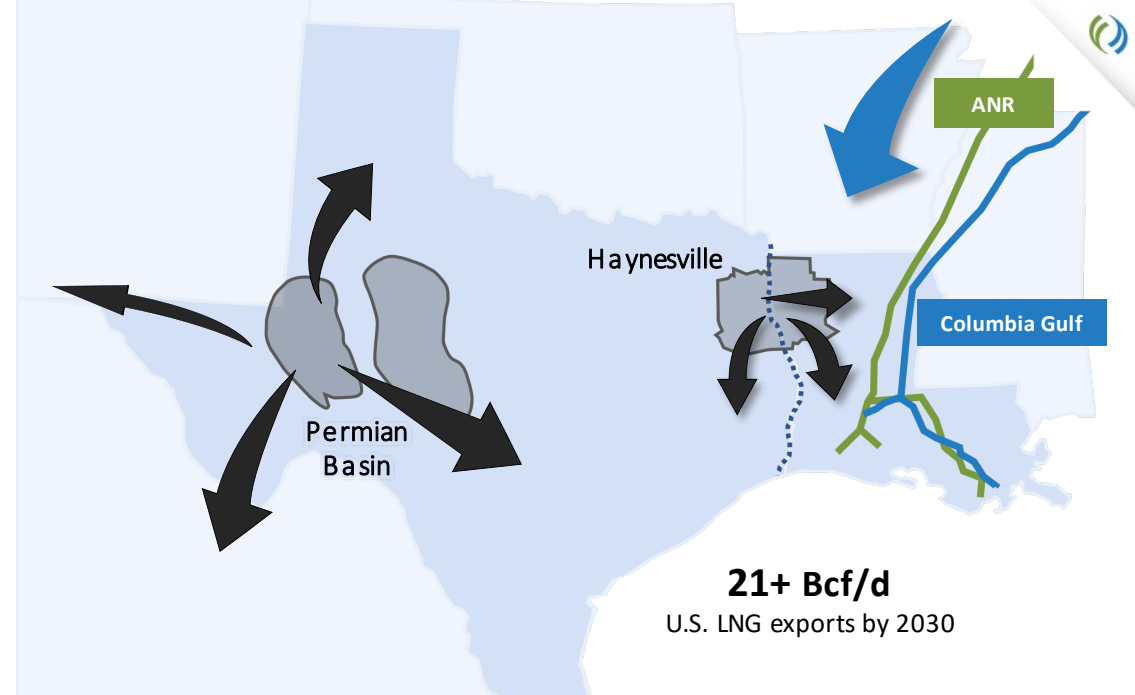 ANR
Haynesville
Columbia Gulf
Permian
Basin
21+ Bcf/d
U.S. LNG exports by 2030